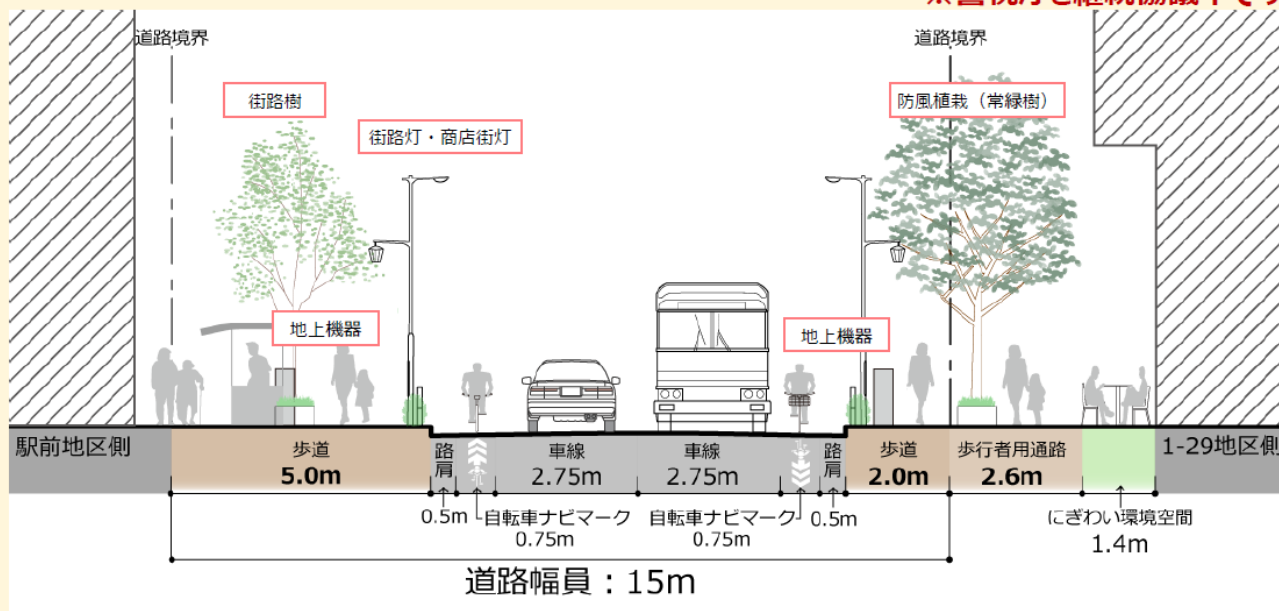 道路境界
道路境界
街路樹
防風植栽（常緑樹）
街路灯・商店街灯
地上機器
地上機器
駅前地区側
歩道
5.0m
路肩
車線
2.75m
車線
2.75m
路肩
歩道
2.0m
歩行者用通路
2.6m
1-29地区側
0.5m
自転車ナビマーク
0.75m
自転車ナビマーク
0.75m
0.5m
にぎわい環境空間
1.4m
道路幅員：15m